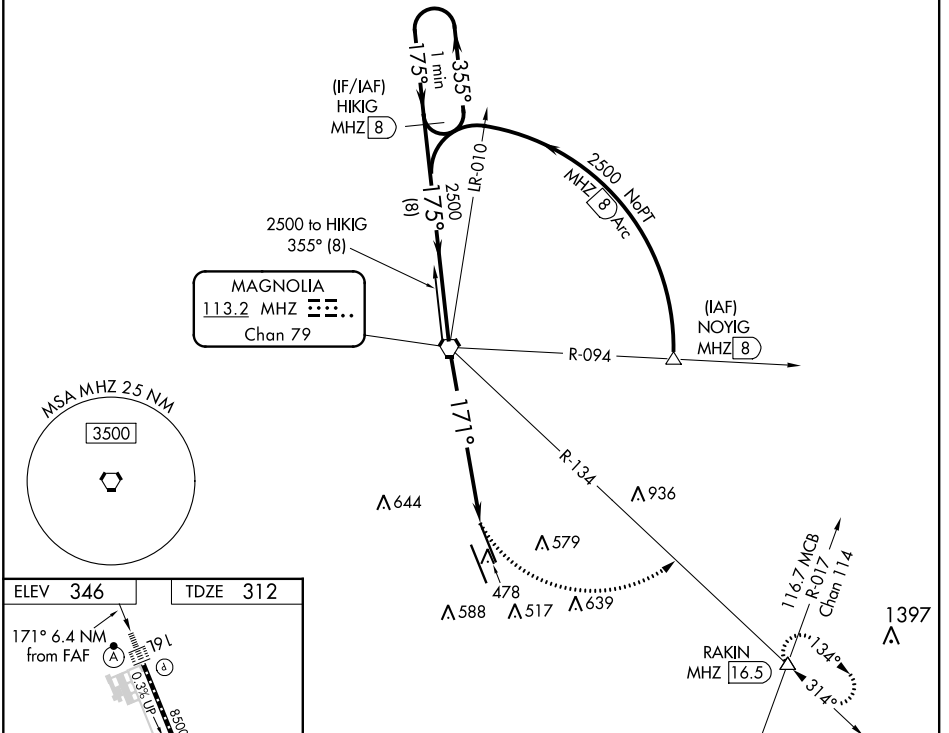 175°
1 min
355°
(IF/IAF)
HIKIG
MHZ 8
LR-010
2500 NoPT
MHZ 8 Arc
2500
175°
(8)
2500 to HIKIG
355° (8)
MAGNOLIA
113.2 MHZ
Chan 79
(IAF)
NOYIG
MHZ 8
R-094
MSA MHZ 25 NM
3500
171°
R-134
644
936
579
478
588
517
639
116.7 MCB
R-017
Chan 114
1397
RAKIN
MHZ 16.5
134°
314°
ELEV 346
TDZE 312
171° 6.4 NM
from FAF
A
16L
P
0.3% UP
8500